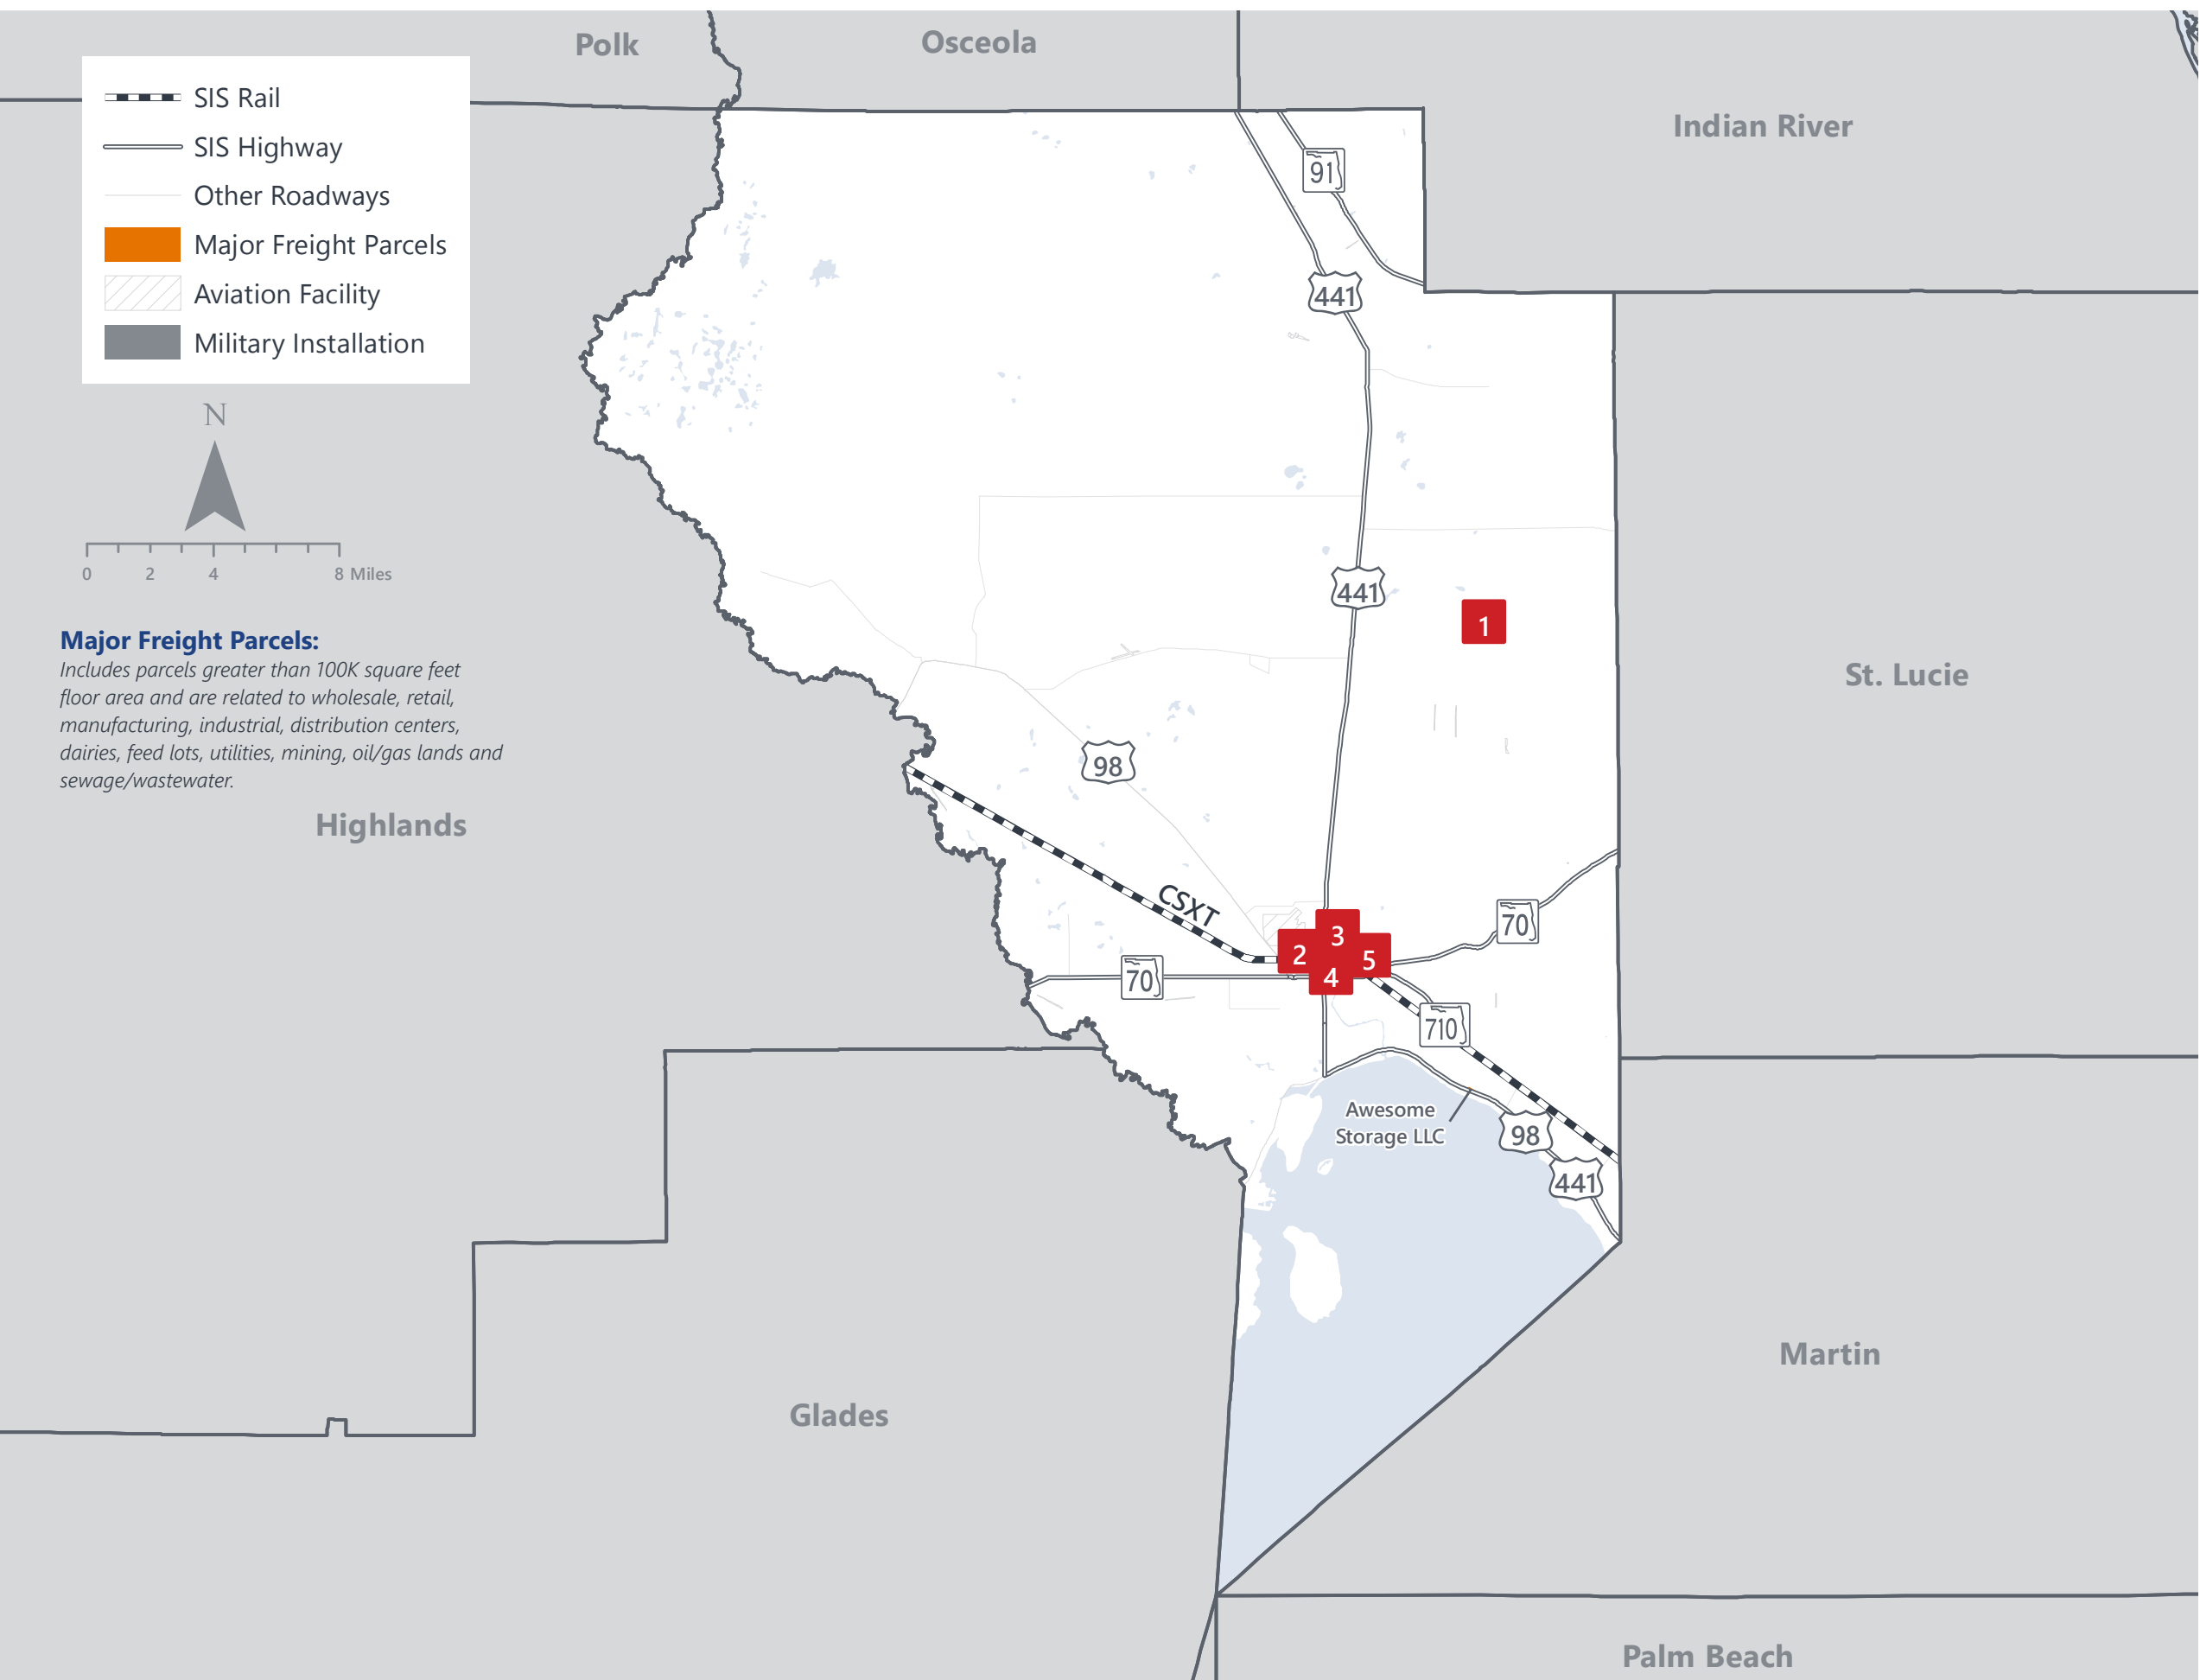 Polk
Osceola
Indian River
SIS Rail
SIS Highway
Other Roadways
Major Freight Parcels
Aviation Facility
Military Installation
91
441
N
0 2 4 8 Miles
441
1
Major Freight Parcels:
Includes parcels greater than 100K square feet
floor area and are related to wholesale, retail,
manufacturing, industrial, distribution centers,
dairies, feed lots, utilities, mining, oil/gas lands and
sewage/wastewater.
St. Lucie
98
Highlands
CSXT
70
3
2
5
4
70
710
Awesome
Storage LLC
98
441
Martin
Glades
Palm Beach